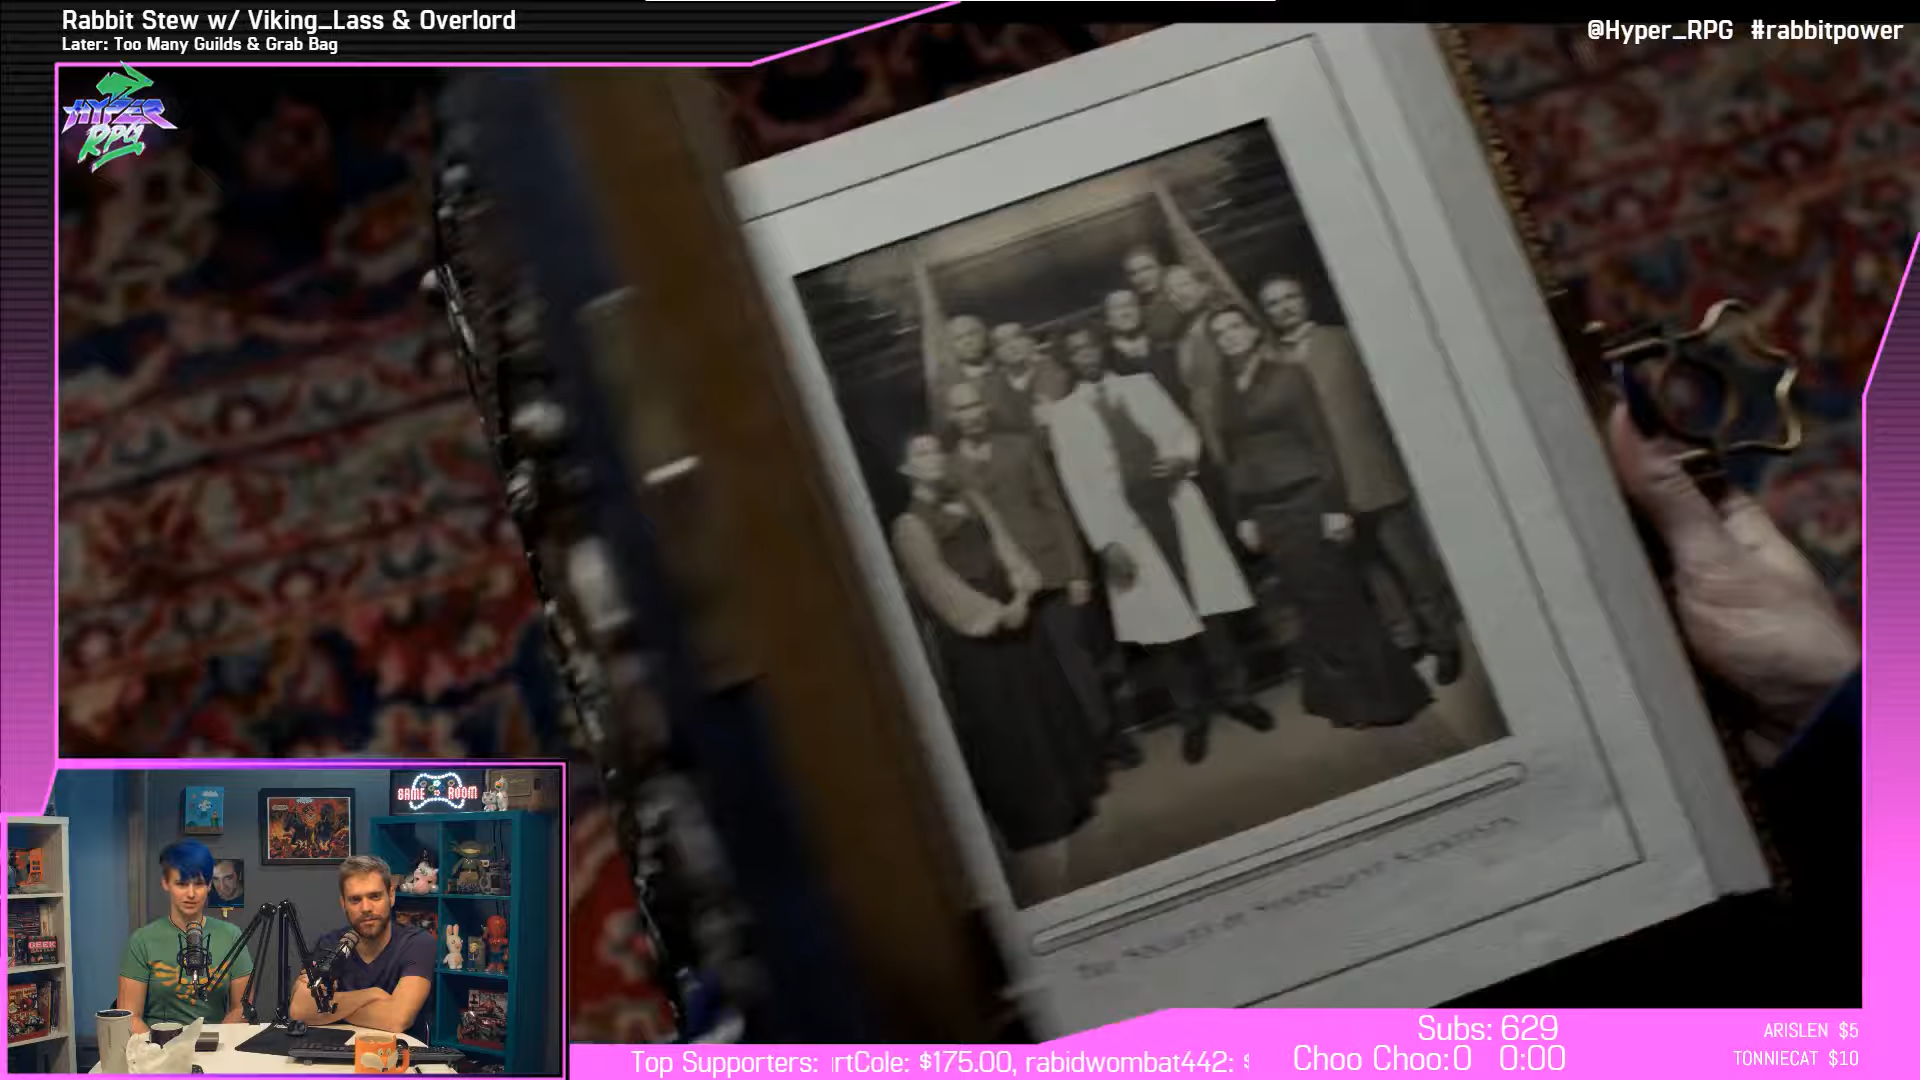 Rabbit Stew w/ Viking_Lass & Overlord
Later: Too Many Guilds & Grab Bag
@Hyper_RPG #rabbitpower
HYPER
RPG
GAME ROOM
GEEK
Subs: 629
ARISLEN $5
Top Supporters: rtCole: $175.00, rabidwombat442:
Choo Choo: 0 0:00
TONNIECAT $10